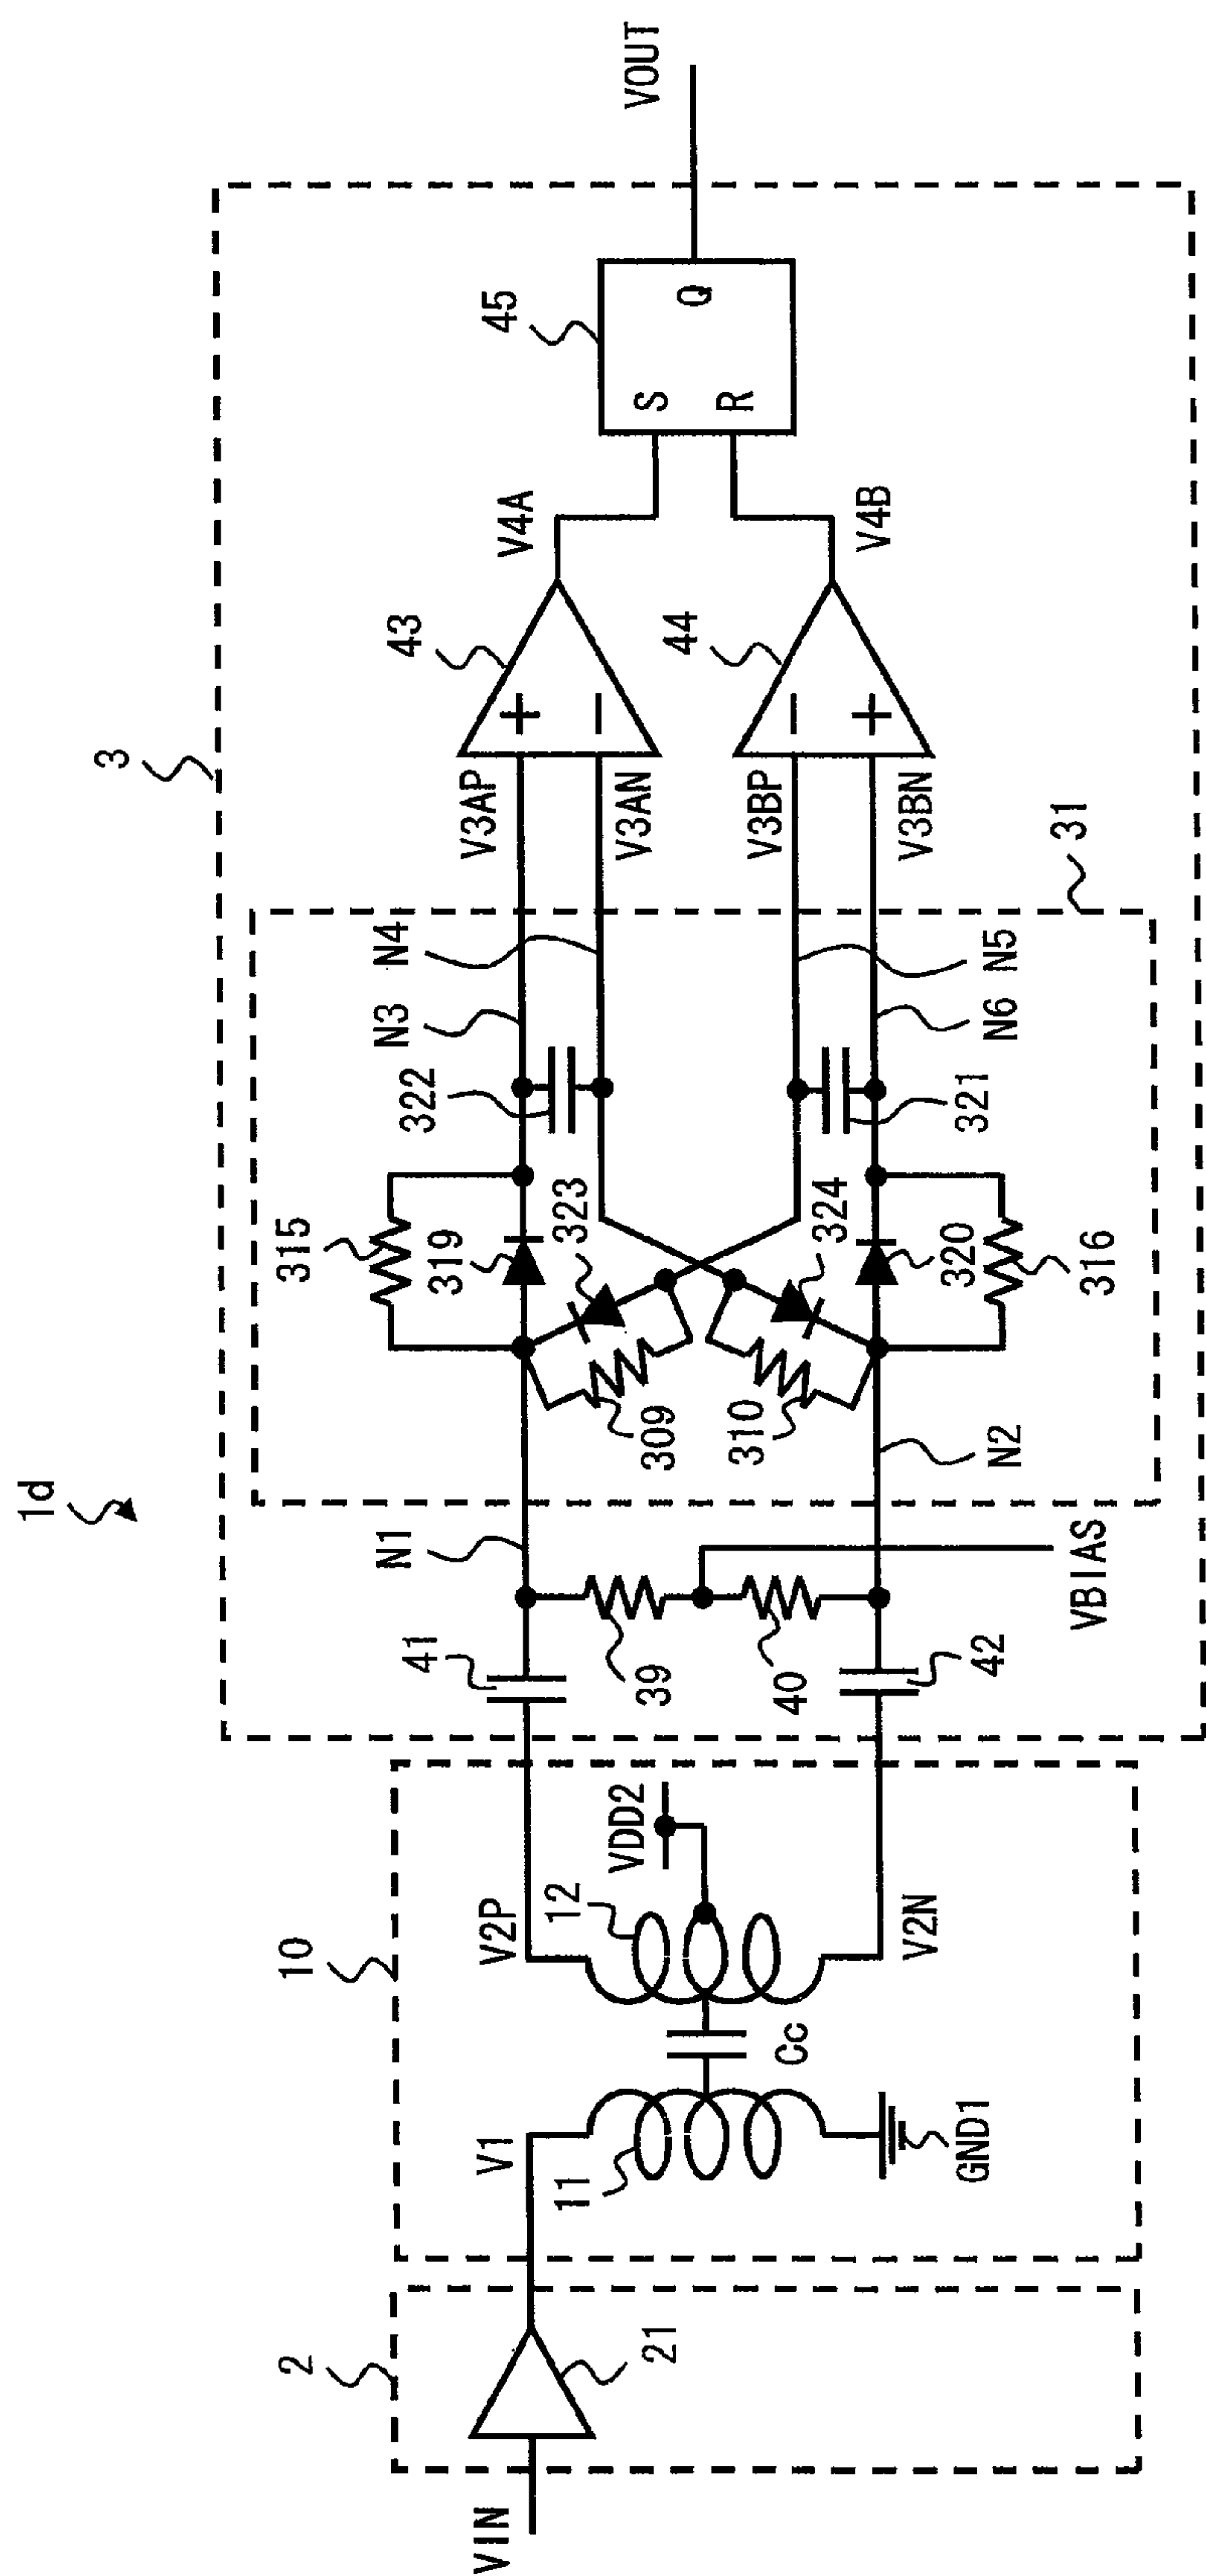 1d
3
VIN
2
21
10
V1
11
GND1
Cc
12
VDD2
V2P
V2N
41
42
39
40
VBIAS
N1
N2
309
310
315
319
323
324
320
316
322
321
N3
N4
N5
N6
31
V3AP
V3AN
V3BP
V3BN
43
+
−
44
−
+
V4A
V4B
45
S
R
Q
VOUT